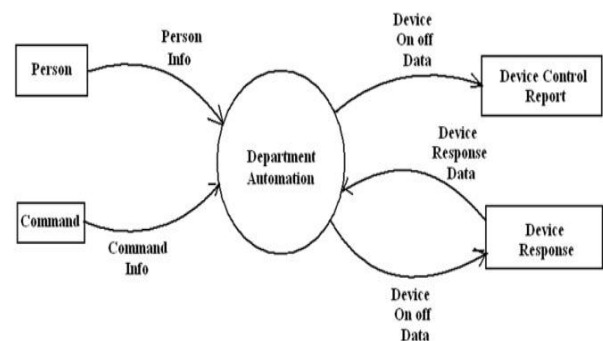 Person
Person
Info
Device
On off
Data
Device Control
Report
Department
Automation
Device
Response
Data
Command
Command
Info
Device
Response
Device
On off
Data